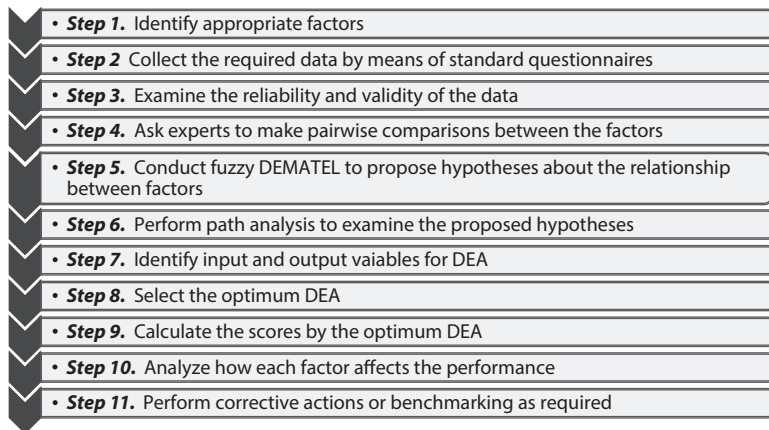 • Step 1. Identify appropriate factors
• Step 2 Collect the required data by means of standard questionnaires
• Step 3. Examine the reliability and validity of the data
• Step 4. Ask experts to make pairwise comparisons between the factors
• Step 5. Conduct fuzzy DEMATEL to propose hypotheses about the relationship
between factors
• Step 6. Perform path analysis to examine the proposed hypotheses
• Step 7. Identify input and output vaiables for DEA
• Step 8. Select the optimum DEA
• Step 9. Calculate the scores by the optimum DEA
• Step 10. Analyze how each factor affects the performance
• Step 11. Perform corrective actions or benchmarking as required